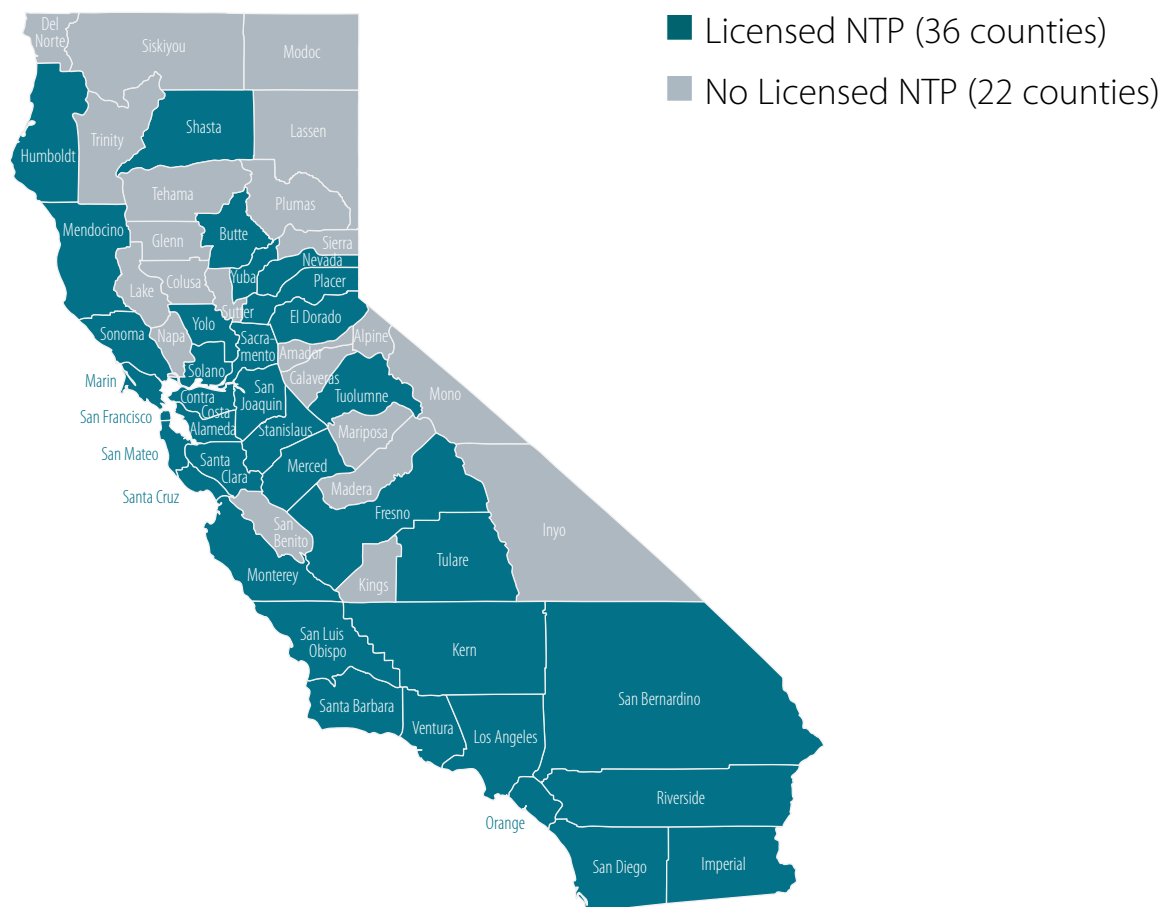 Licensed NTP (36 counties)
No Licensed NTP (22 counties)
Del
Norte
Siskiyou
Modoc
Humboldt
Trinity
Shasta
Lassen
Tehama
Plumas
Mendocino
Glenn
Butte
Sierra
Nevada
Lake
Colusa
Yuba
Placer
Sutter
Sonoma
Napa
Yolo
El Dorado
Sacra-
mento
Amador
Alpine
Marin
Solano
Calaveras
San
Joaquin
Tuolumne
Mono
San Francisco
Contra
Costa
Alameda
Stanislaus
Mariposa
San Mateo
Santa
Clara
Merced
Madera
Santa Cruz
San
Benito
Fresno
Inyo
Monterey
Kings
Tulare
San Luis
Obispo
Kern
San Bernardino
Santa Barbara
Ventura
Los Angeles
Riverside
Orange
San Diego
Imperial